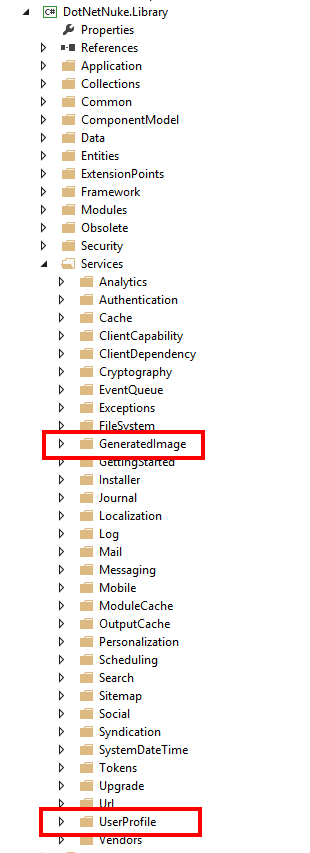 C# DotNetNuke.Library
Properties
References
Application
Collections
Common
ComponentModel
Data
Entities
ExtensionPoints
Framework
Modules
Obsolete
Security
Services
Analytics
Authentication
Cache
ClientCapability
ClientDependency
Cryptography
EventQueue
Exceptions
FileSystem
GeneratedImage
GettingStarted
Installer
Journal
Localization
Log
Mail
Messaging
Mobile
ModuleCache
OutputCache
Personalization
Scheduling
Search
Sitemap
Social
Syndication
SystemDateTime
Tokens
Upgrade
Url
UserProfile
Vendors